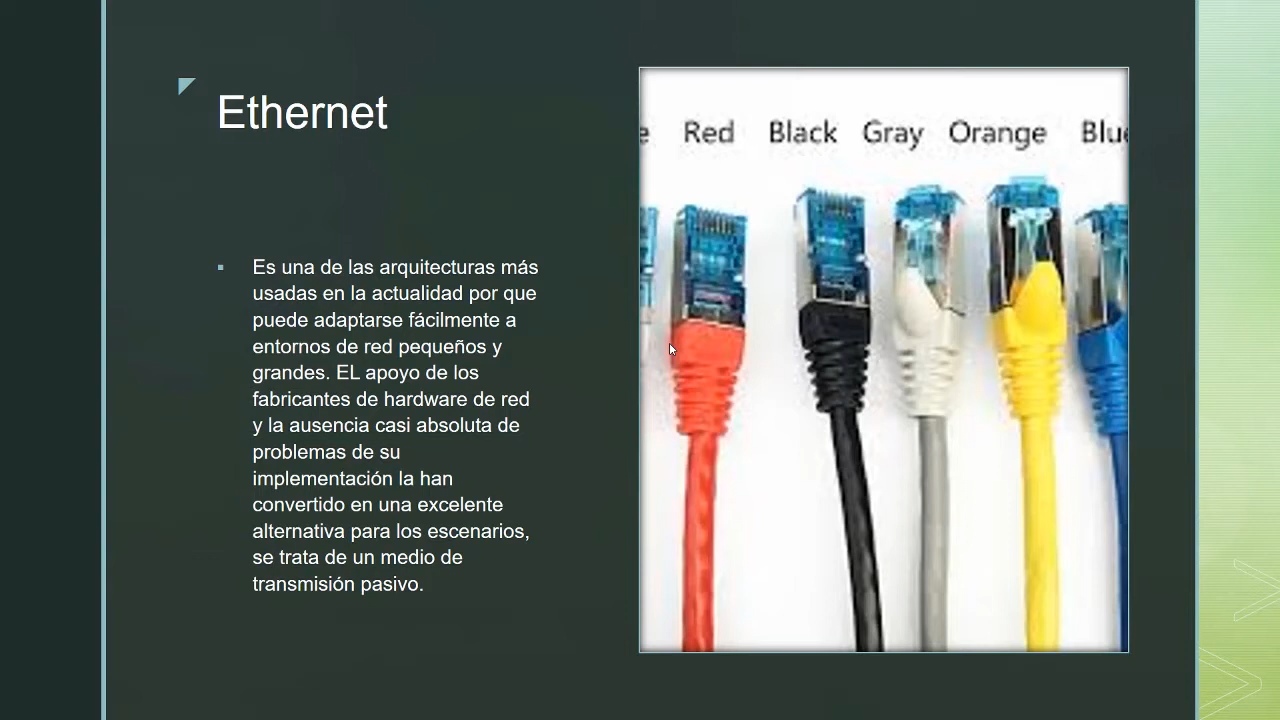 Ethernet
Es una de las arquitecturas más
usadas en la actualidad por que
puede adaptarse fácilmente a
entornos de red pequeños y
grandes. EL apoyo de los
fabricantes de hardware de red
y la ausencia casi absoluta de
problemas de su
implementación la han
convertido en una excelente
alternativa para los escenarios,
se trata de un medio de
transmisión pasivo.
Red Black Gray Orange